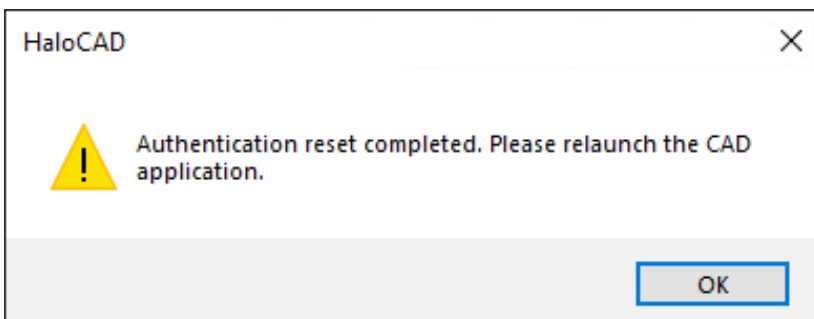 HaloCAD
Authentication reset completed. Please relaunch the CAD
application.
OK